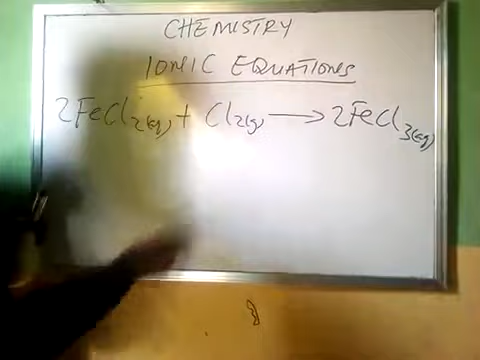 CHEMISTRY
IONIC EQUATIONS
2FeCl2(aq) + Cl2(g) → 2FeCl3(aq)